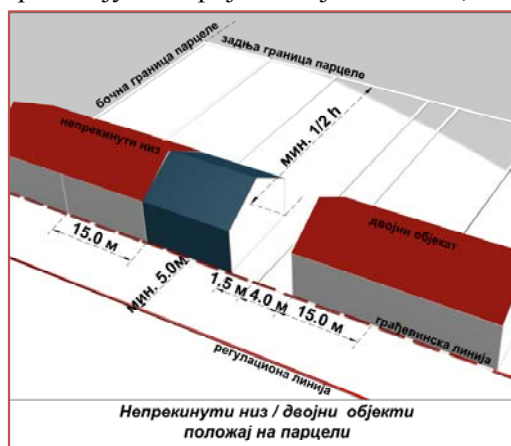 бочна граница парцеле
задња граница парцеле
непрекинути низ
мин. 1/2 h
двојни објекат
15.0 м
мин. 5.0м
1.5 м
4.0 м
15.0 м
грађевинска линија
регулациона линија
Непрекинути низ / двојни објекти
положај на парцели